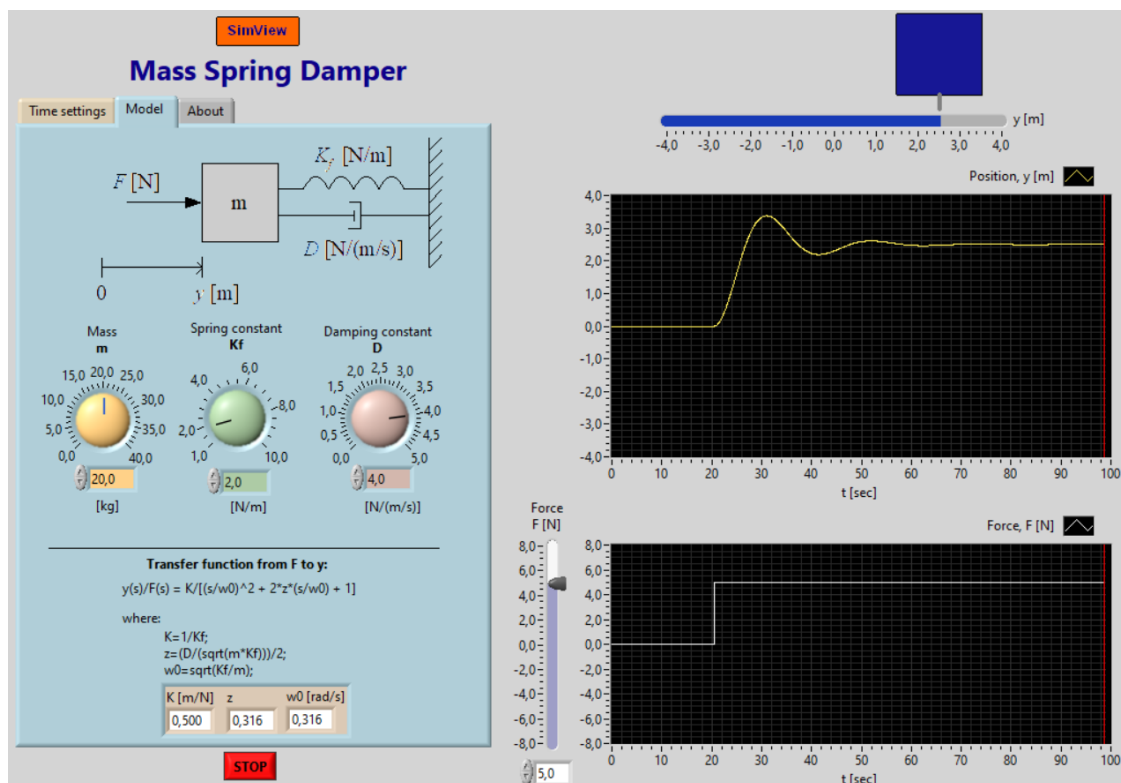 SimView
Mass Spring Damper
Time settings
Model
About
F [N]
m
Kf [N/m]
D [N/(m/s)]
0
y [m]
Mass
m
0,0 5,0 10,0 15,0 20,0 25,0 30,0 35,0 40,0
20,0
[kg]
Spring constant
Kf
1,0 2,0 4,0 6,0 8,0 10,0
2,0
[N/m]
Damping constant
D
0,0 0,5 1,0 1,5 2,0 2,5 3,0 3,5 4,0 4,5 5,0
4,0
[N/(m/s)]
Transfer function from F to y:
y(s)/F(s) = K/[(s/w0)^2 + 2*z*(s/w0) + 1]
where:
K=1/Kf;
z=(D/(sqrt(m*Kf)))/2;
w0=sqrt(Kf/m);
K [m/N] z w0 [rad/s]
0,500 0,316 0,316
STOP
y [m]
-4,0 -3,0 -2,0 -1,0 0,0 1,0 2,0 3,0 4,0
Position, y [m]
4,0
3,0
2,0
1,0
0,0
-1,0
-2,0
-3,0
-4,0
0 10 20 30 40 50 60 70 80 90 100
t [sec]
Force
F [N]
8,0
6,0
4,0
2,0
0,0
-2,0
-4,0
-6,0
-8,0
5,0
Force, F [N]
8,0
6,0
4,0
2,0
0,0
-2,0
-4,0
-6,0
-8,0
0 10 20 30 40 50 60 70 80 90 100
t [sec]